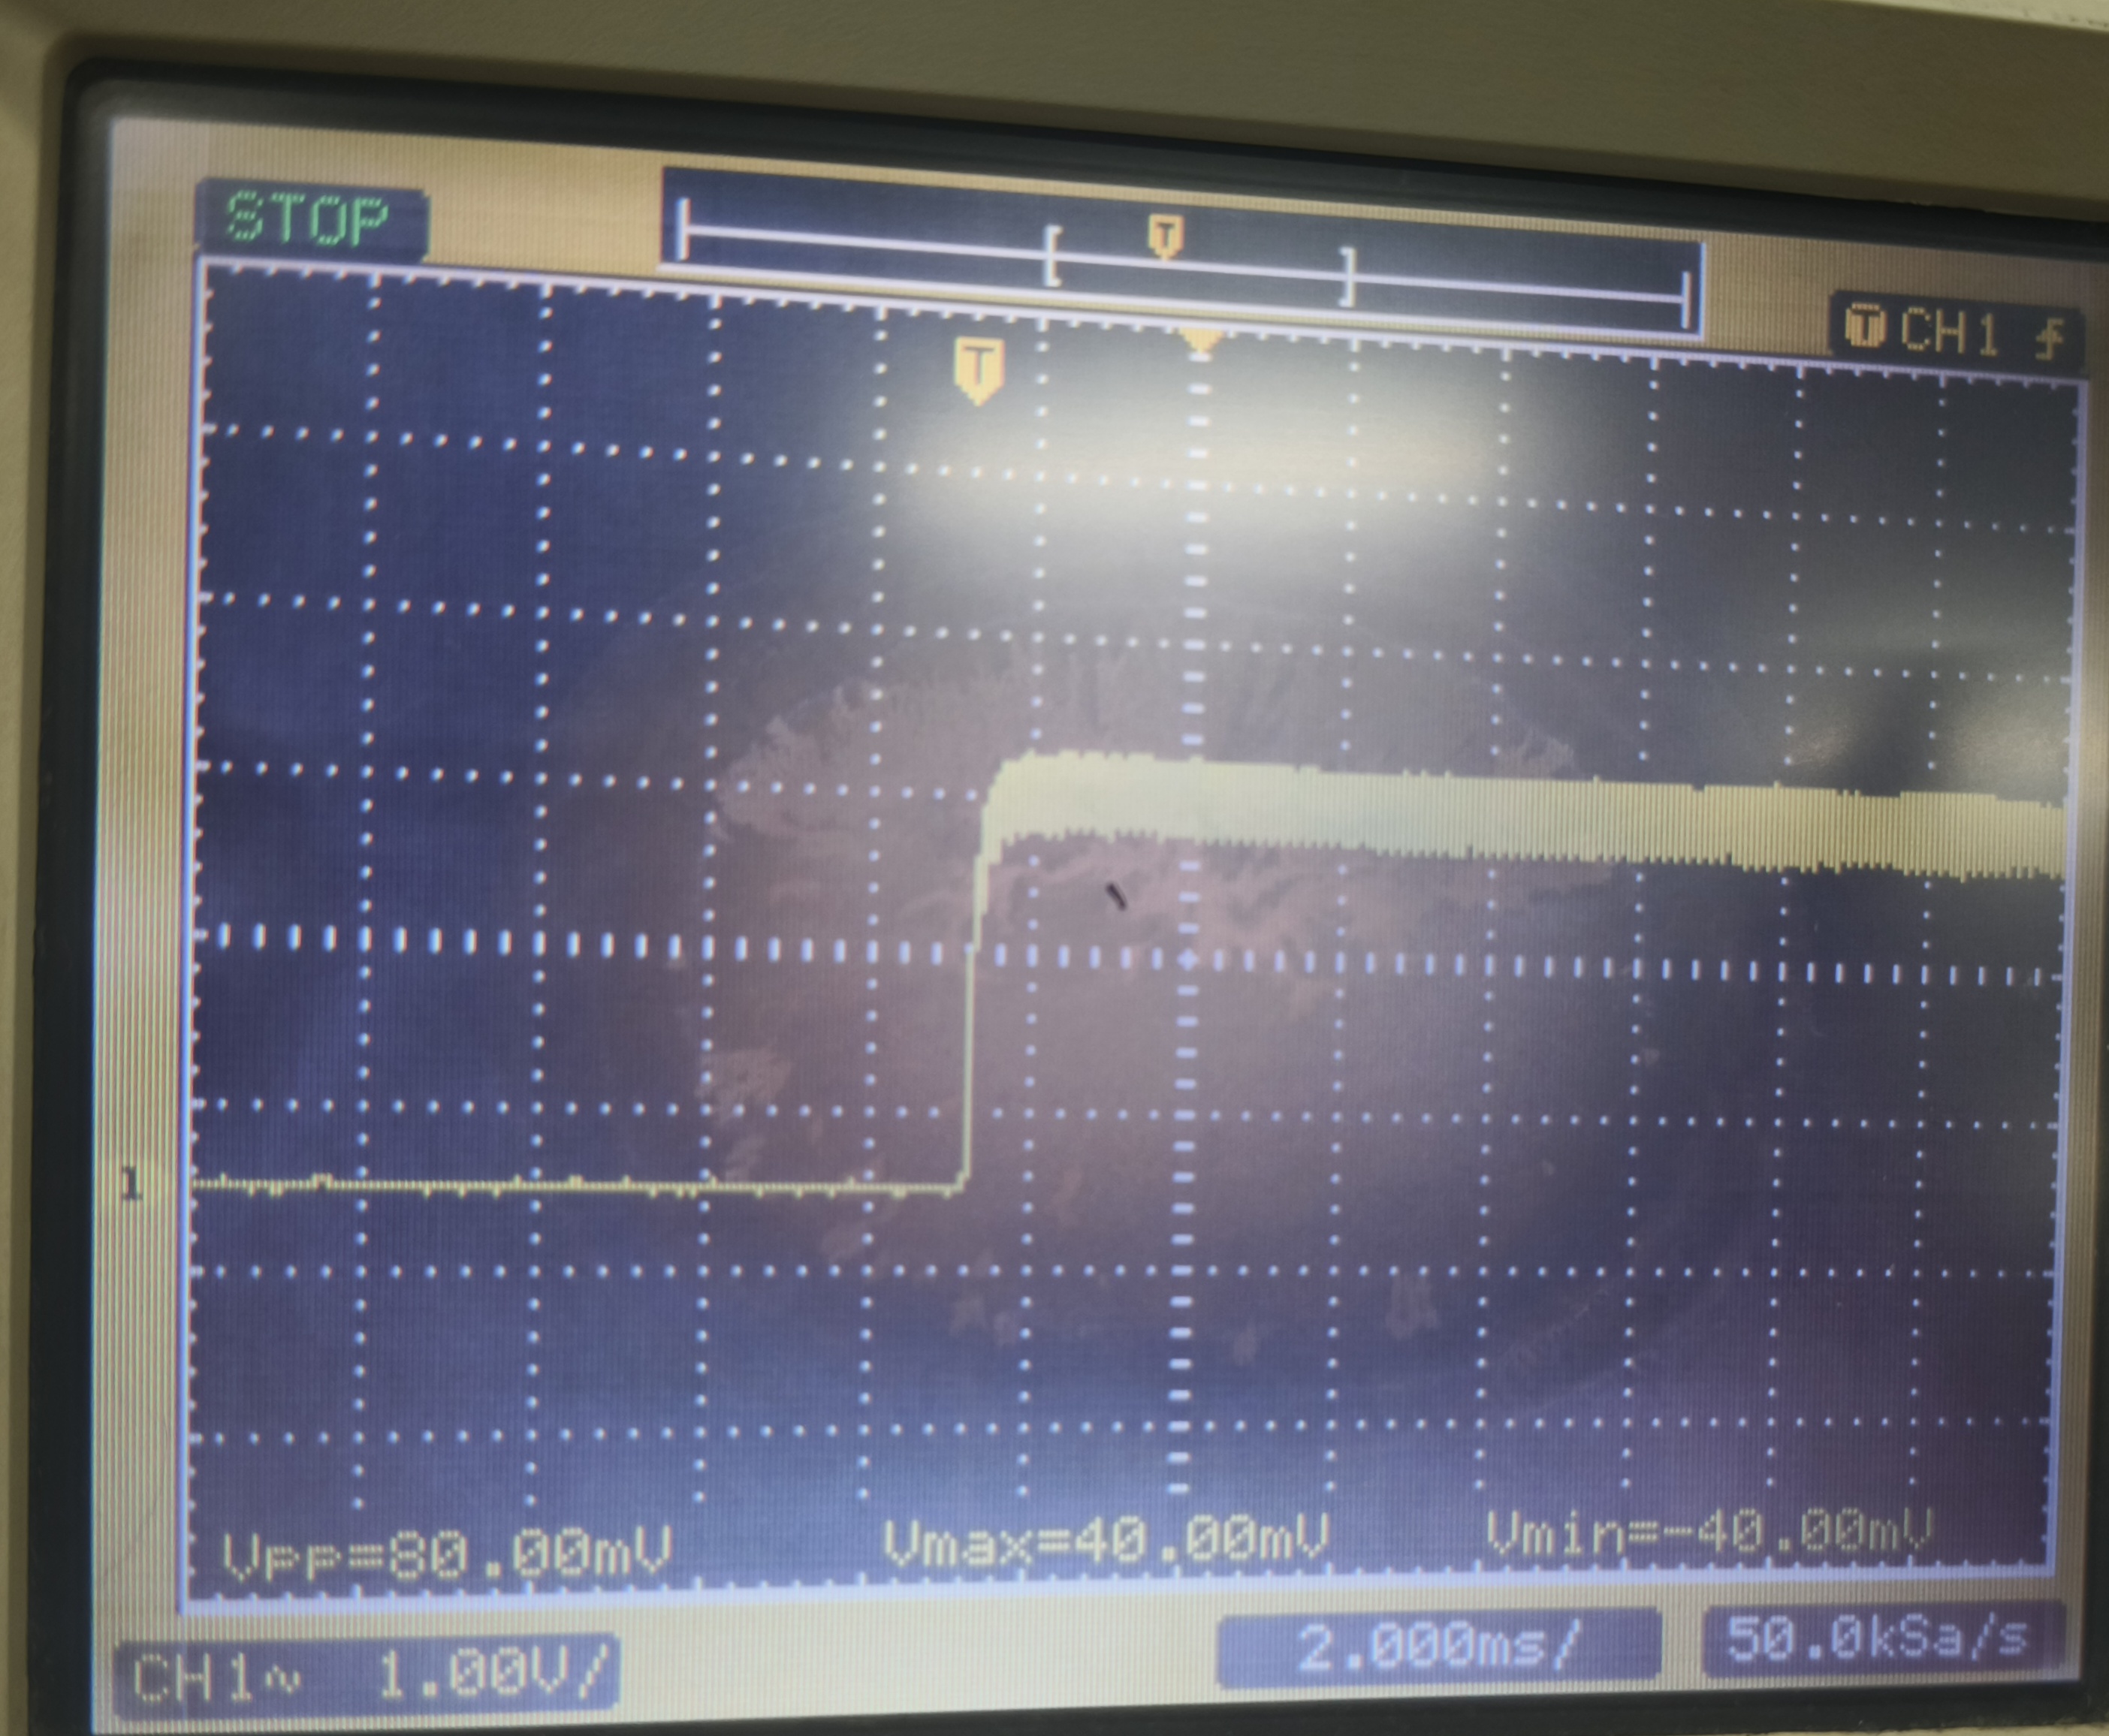 STOP
T
T CH1
T
1
Vpp=80.00mV Vmax=40.00mV Vmin=-40.00mV
CH1~ 1.00V/ 2.000ms/ 50.0kSa/s